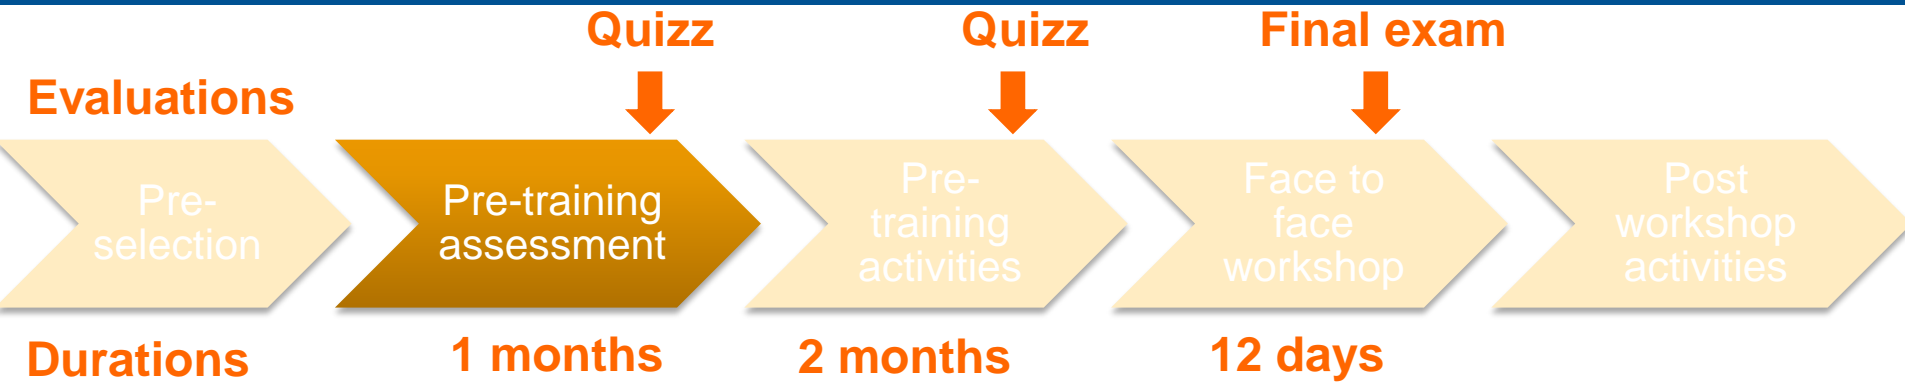 Quizz
Quizz
Final exam
Evaluations
Pre-
selection
Pre-training
assessment
Pre-
training
activities
Face to
face
workshop
Post
workshop
activities
Durations
1 months
2 months
12 days